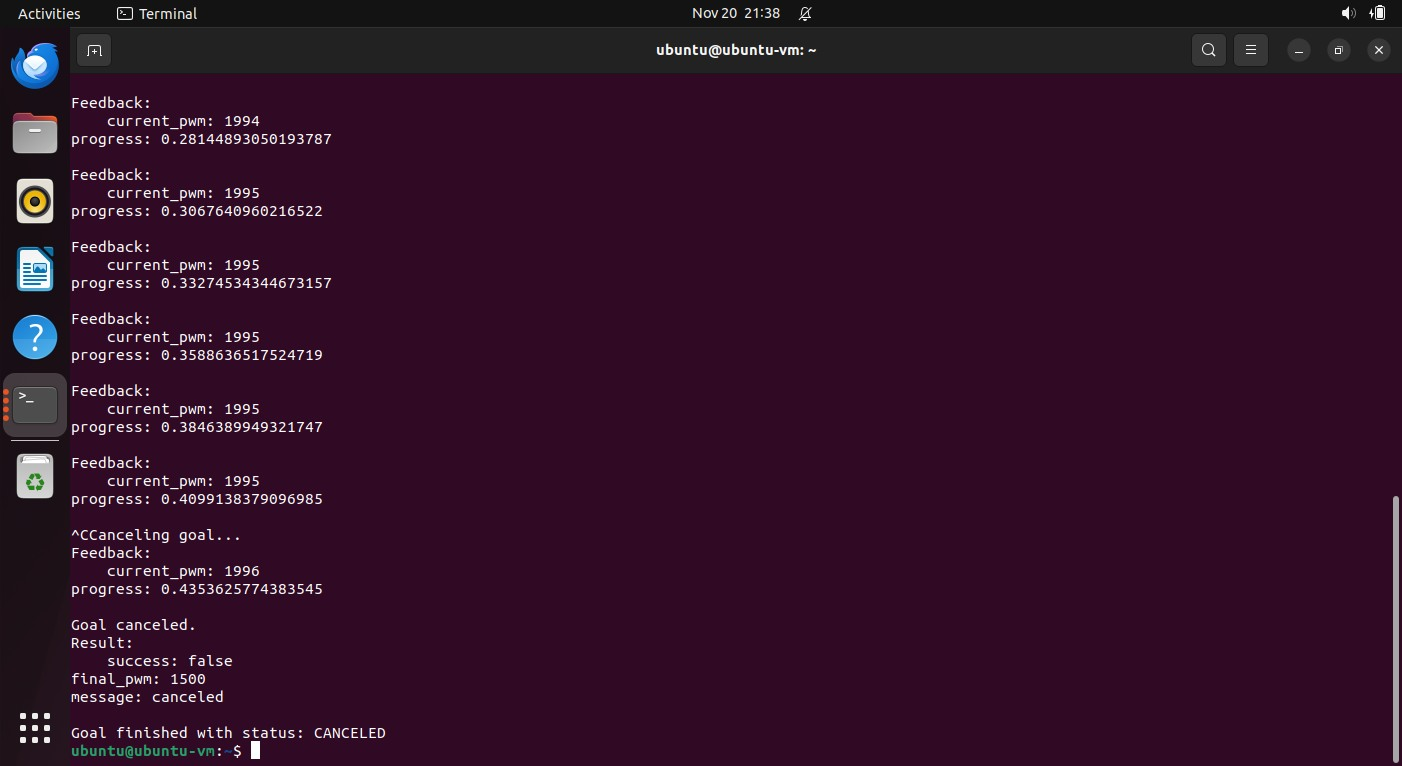 Activities
Terminal
Nov 20 21:38
ubuntu@ubuntu-vm: ~
Feedback:
current_pwm: 1994
progress: 0.28144893050193787
Feedback:
current_pwm: 1995
progress: 0.3067640960216522
Feedback:
current_pwm: 1995
progress: 0.33274534344673157
Feedback:
current_pwm: 1995
progress: 0.3588636517524719
Feedback:
current_pwm: 1995
progress: 0.3846389949321747
Feedback:
current_pwm: 1995
progress: 0.4099138379096985
^CCanceling goal...
Feedback:
current_pwm: 1996
progress: 0.4353625774383545
Goal canceled.
Result:
success: false
final_pwm: 1500
message: canceled
Goal finished with status: CANCELED
ubuntu@ubuntu-vm:~$